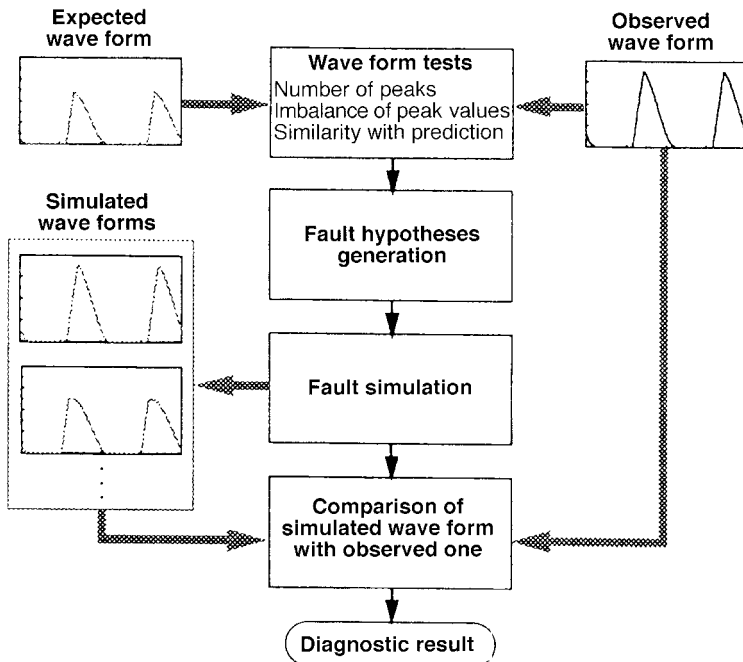 Expected
wave form
Observed
wave form
Wave form tests
Number of peaks
Imbalance of peak values
Similarity with prediction
Simulated
wave forms
Fault hypotheses
generation
Fault simulation
Comparison of
simulated wave form
with observed one
Diagnostic result